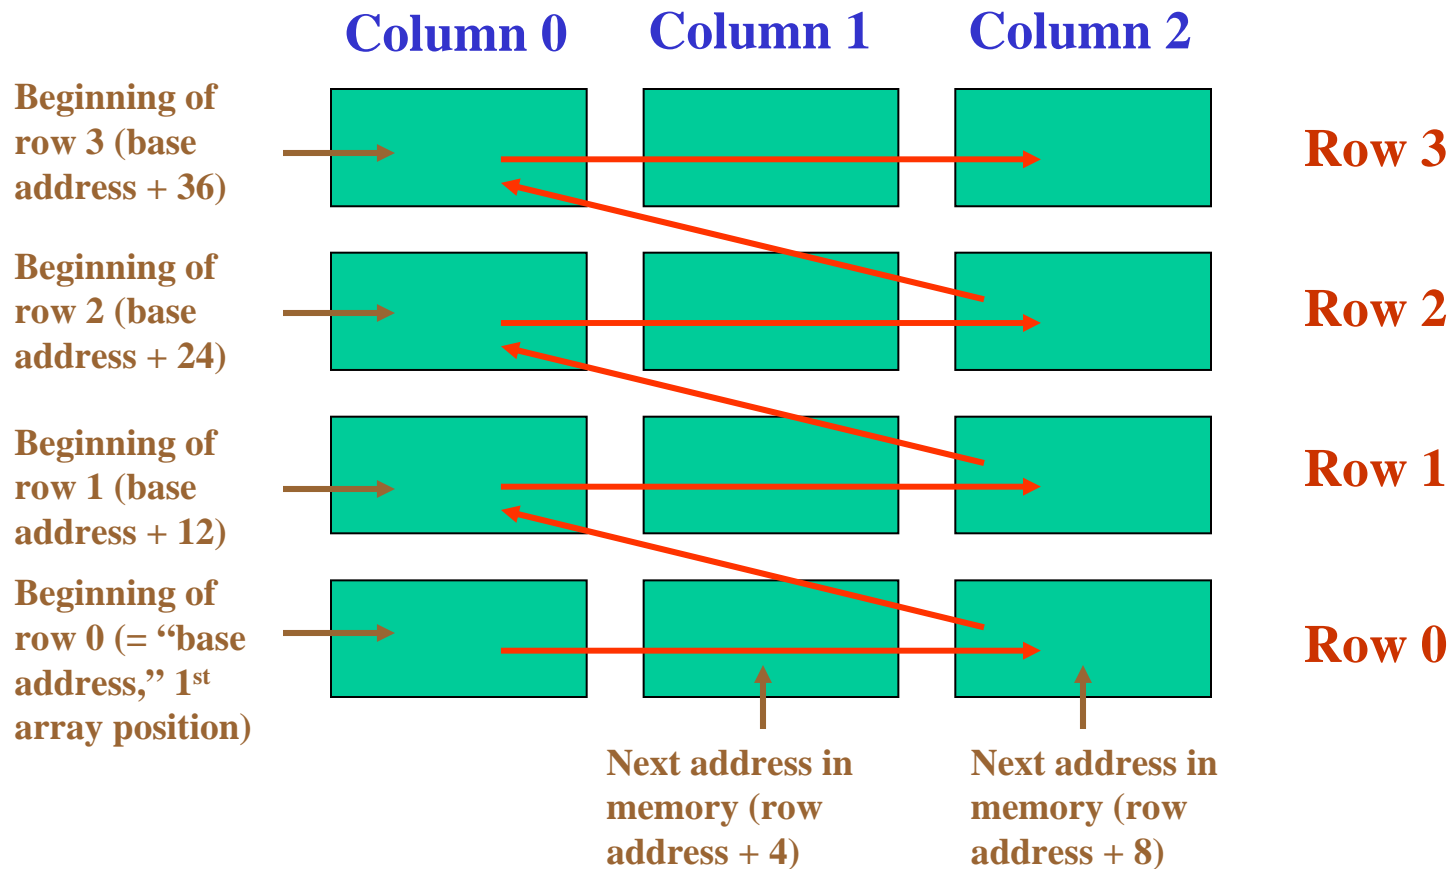 Column 0
Column 1
Column 2
Beginning of
row 3 (base
address + 36)
Row 3
Beginning of
row 2 (base
address + 24)
Row 2
Beginning of
row 1 (base
address + 12)
Row 1
Beginning of
row 0 (= “base
address,” 1st
array position)
Row 0
Next address in
memory (row
address + 4)
Next address in
memory (row
address + 8)